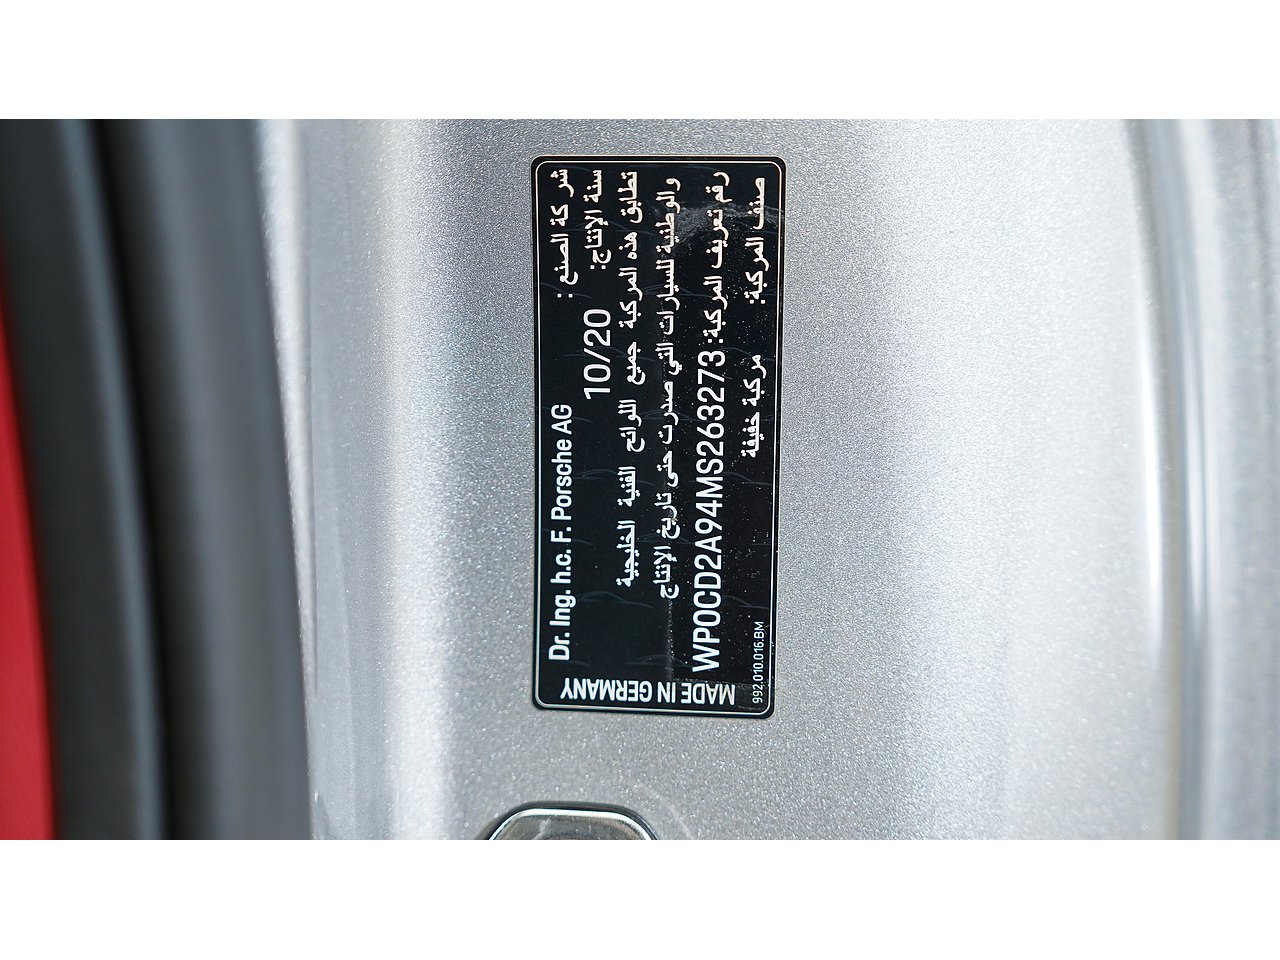 شركة الصنع : Dr. Ing. h.c. F. Porsche AG
سنة الإنتاج: 10/20
تطابق هذه المركبة جميع اللوائح الفنية الخليجية
والوطنية للسيارات التي صدرت حتى تاريخ الإنتاج
رقم تعريف المركبة: WP0CD2A94MS263273
صنف المركبة: مركبة خفيفة
MADE IN GERMANY
992.010.016.BM